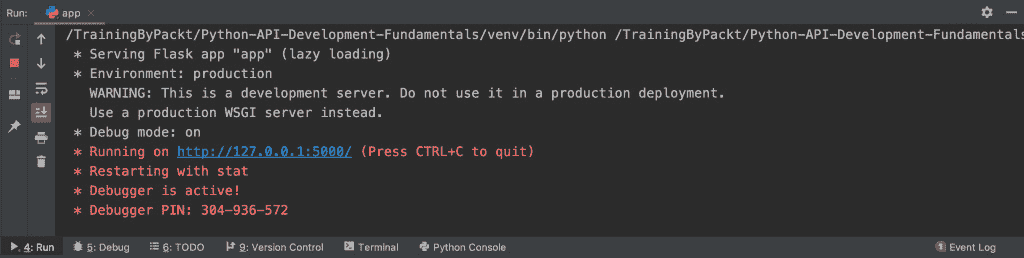 Run: app
/TrainingByPackt/Python-API-Development-Fundamentals/venv/bin/python /TrainingByPackt/Python-API-Development-Fundamentals
* Serving Flask app "app" (lazy loading)
* Environment: production
WARNING: This is a development server. Do not use it in a production deployment.
Use a production WSGI server instead.
* Debug mode: on
* Running on http://127.0.0.1:5000/ (Press CTRL+C to quit)
* Restarting with stat
* Debugger is active!
* Debugger PIN: 304-936-572
4: Run 5: Debug 6: TODO 9: Version Control Terminal Python Console 1 Event Log